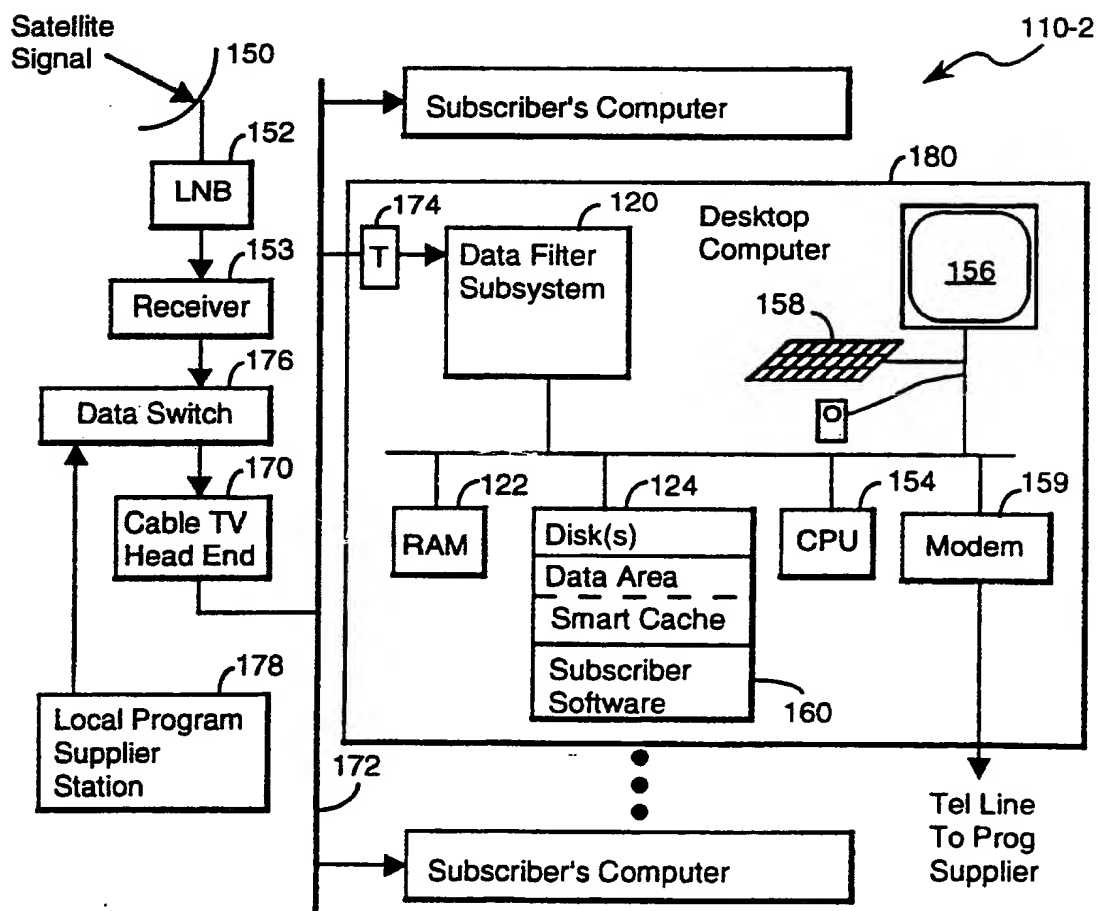 Satellite
Signal
150
110-2
Subscriber's Computer
152
LNB
180
174
T
120
Data Filter
Subsystem
Desktop
Computer
156
153
Receiver
158
176
Data Switch
170
Cable TV
Head End
122
RAM
124
Disk(s)
Data Area
Smart Cache
Subscriber
Software
160
154
CPU
159
Modem
178
Local Program
Supplier
Station
172
Tel Line
To Prog
Supplier
Subscriber's Computer